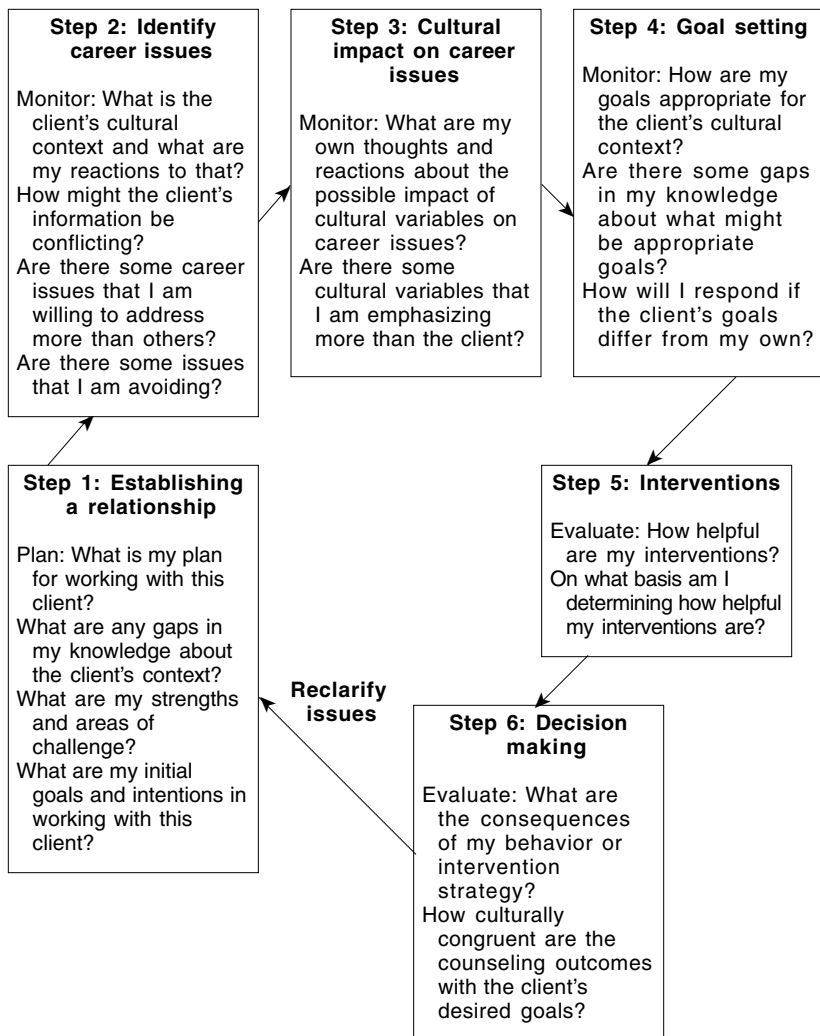 Step 2: Identify
career issues
Monitor: What is the
client's cultural
context and what are
my reactions to that?
How might the client's
information be
conflicting?
Are there some career
issues that I am
willing to address
more than others?
Are there some issues
that I am avoiding?
Step 3: Cultural
impact on career
issues
Monitor: What are my
own thoughts and
reactions about the
possible impact of
cultural variables on
career issues?
Are there some
cultural variables that
I am emphasizing
more than the client?
Step 4: Goal setting
Monitor: How are my
goals appropriate for
the client's cultural
context?
Are there some gaps
in my knowledge
about what might
be appropriate
goals?
How will I respond if
the client's goals
differ from my own?
Step 1: Establishing
a relationship
Plan: What is my plan
for working with this
client?
What are any gaps in
my knowledge about
the client's context?
What are my strengths
and areas of
challenge?
What are my initial
goals and intentions in
working with this
client?
Step 5: Interventions
Evaluate: How helpful
are my interventions?
On what basis am I
determining how helpful
my interventions are?
Reclarify
issues
Step 6: Decision
making
Evaluate: What are
the consequences
of my behavior or
intervention
strategy?
How culturally
congruent are the
counseling outcomes
with the client's
desired goals?